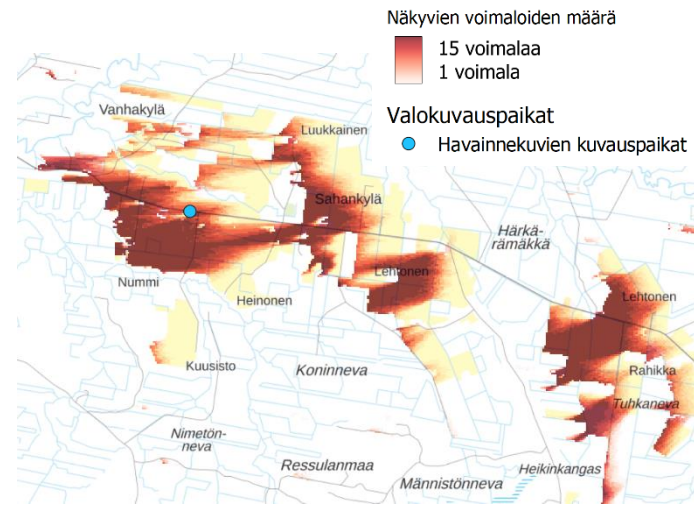 Näkyvien voimaloiden määrä
15 voimalaa
1 voimala
Valokuvauspaikat
Havainnekuvien kuvauspaikat
Vanhakylä
Luukkainen
Sahankylä
Härkä-
rämäkkä
Nummi
Heinonen
Lehtonen
Lehtonen
Kuusisto
Koninneva
Rahikka
Tuhkaneva
Nimetön-
neva
Ressulanmaa
Heikinkangas
Männistönneva